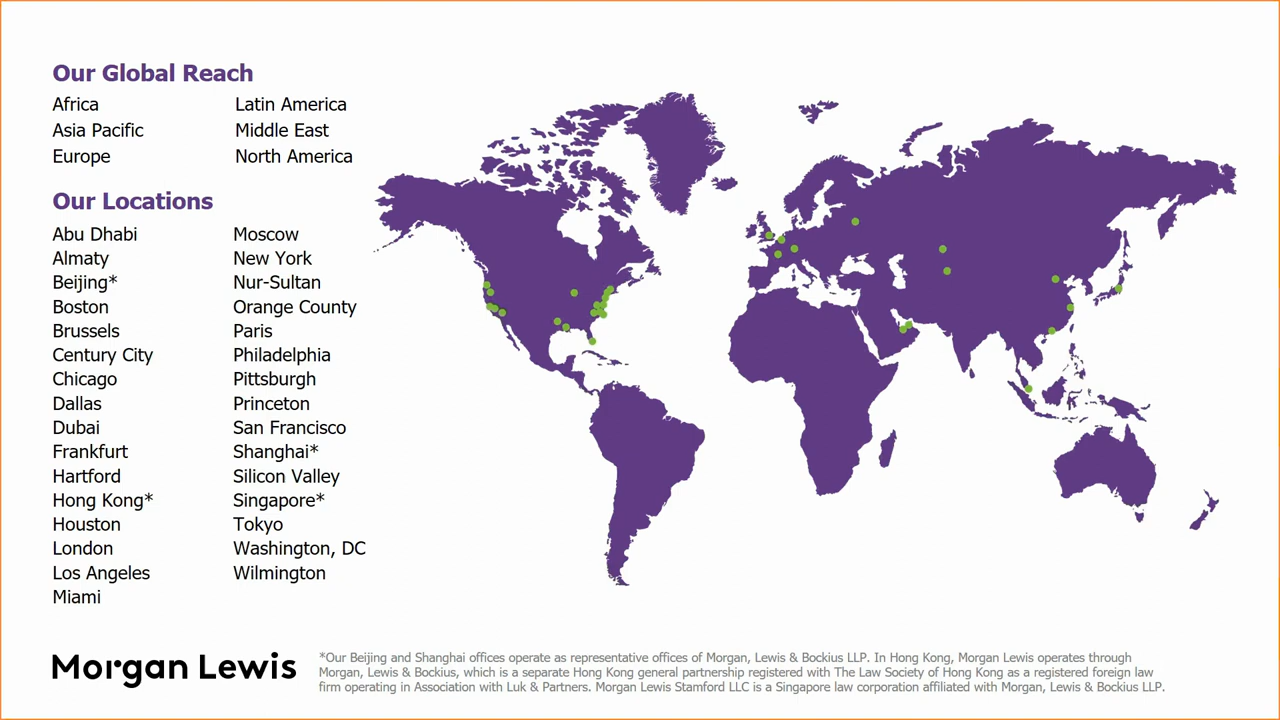 Our Global Reach
Africa
Asia Pacific
Europe
Latin America
Middle East
North America
Our Locations
Abu Dhabi
Almaty
Beijing*
Boston
Brussels
Century City
Chicago
Dallas
Dubai
Frankfurt
Hartford
Hong Kong*
Houston
London
Los Angeles
Miami
Moscow
New York
Nur-Sultan
Orange County
Paris
Philadelphia
Pittsburgh
Princeton
San Francisco
Shanghai*
Silicon Valley
Singapore*
Tokyo
Washington, DC
Wilmington
Morgan Lewis
*Our Beijing and Shanghai offices operate as representative offices of Morgan, Lewis & Bockius LLP. In Hong Kong, Morgan Lewis operates through
Morgan, Lewis & Bockius, which is a separate Hong Kong general partnership registered with The Law Society of Hong Kong as a registered foreign law
firm operating in Association with Luk & Partners. Morgan Lewis Stamford LLC is a Singapore law corporation affiliated with Morgan, Lewis & Bockius LLP.